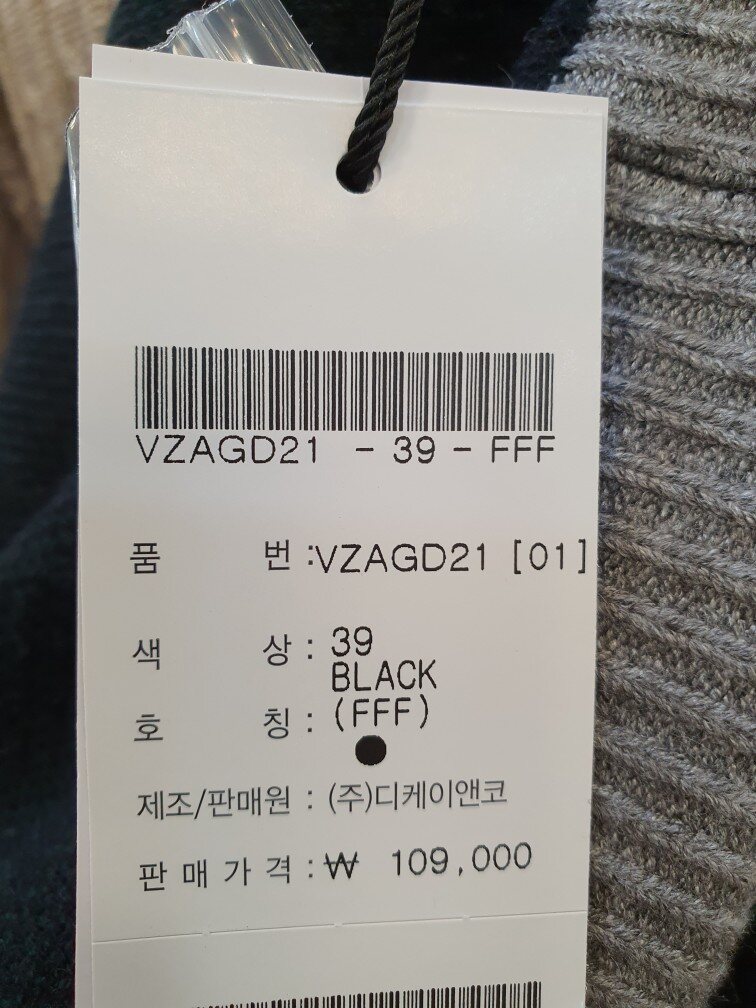 VZAGD21 - 39 - FFF
품 번 :VZAGD21 [01]
색 상 : 39
BLACK
호 칭 : (FFF)
제조/판매원 : (주)디케이앤코
판 매 가 격 : ₩ 109,000